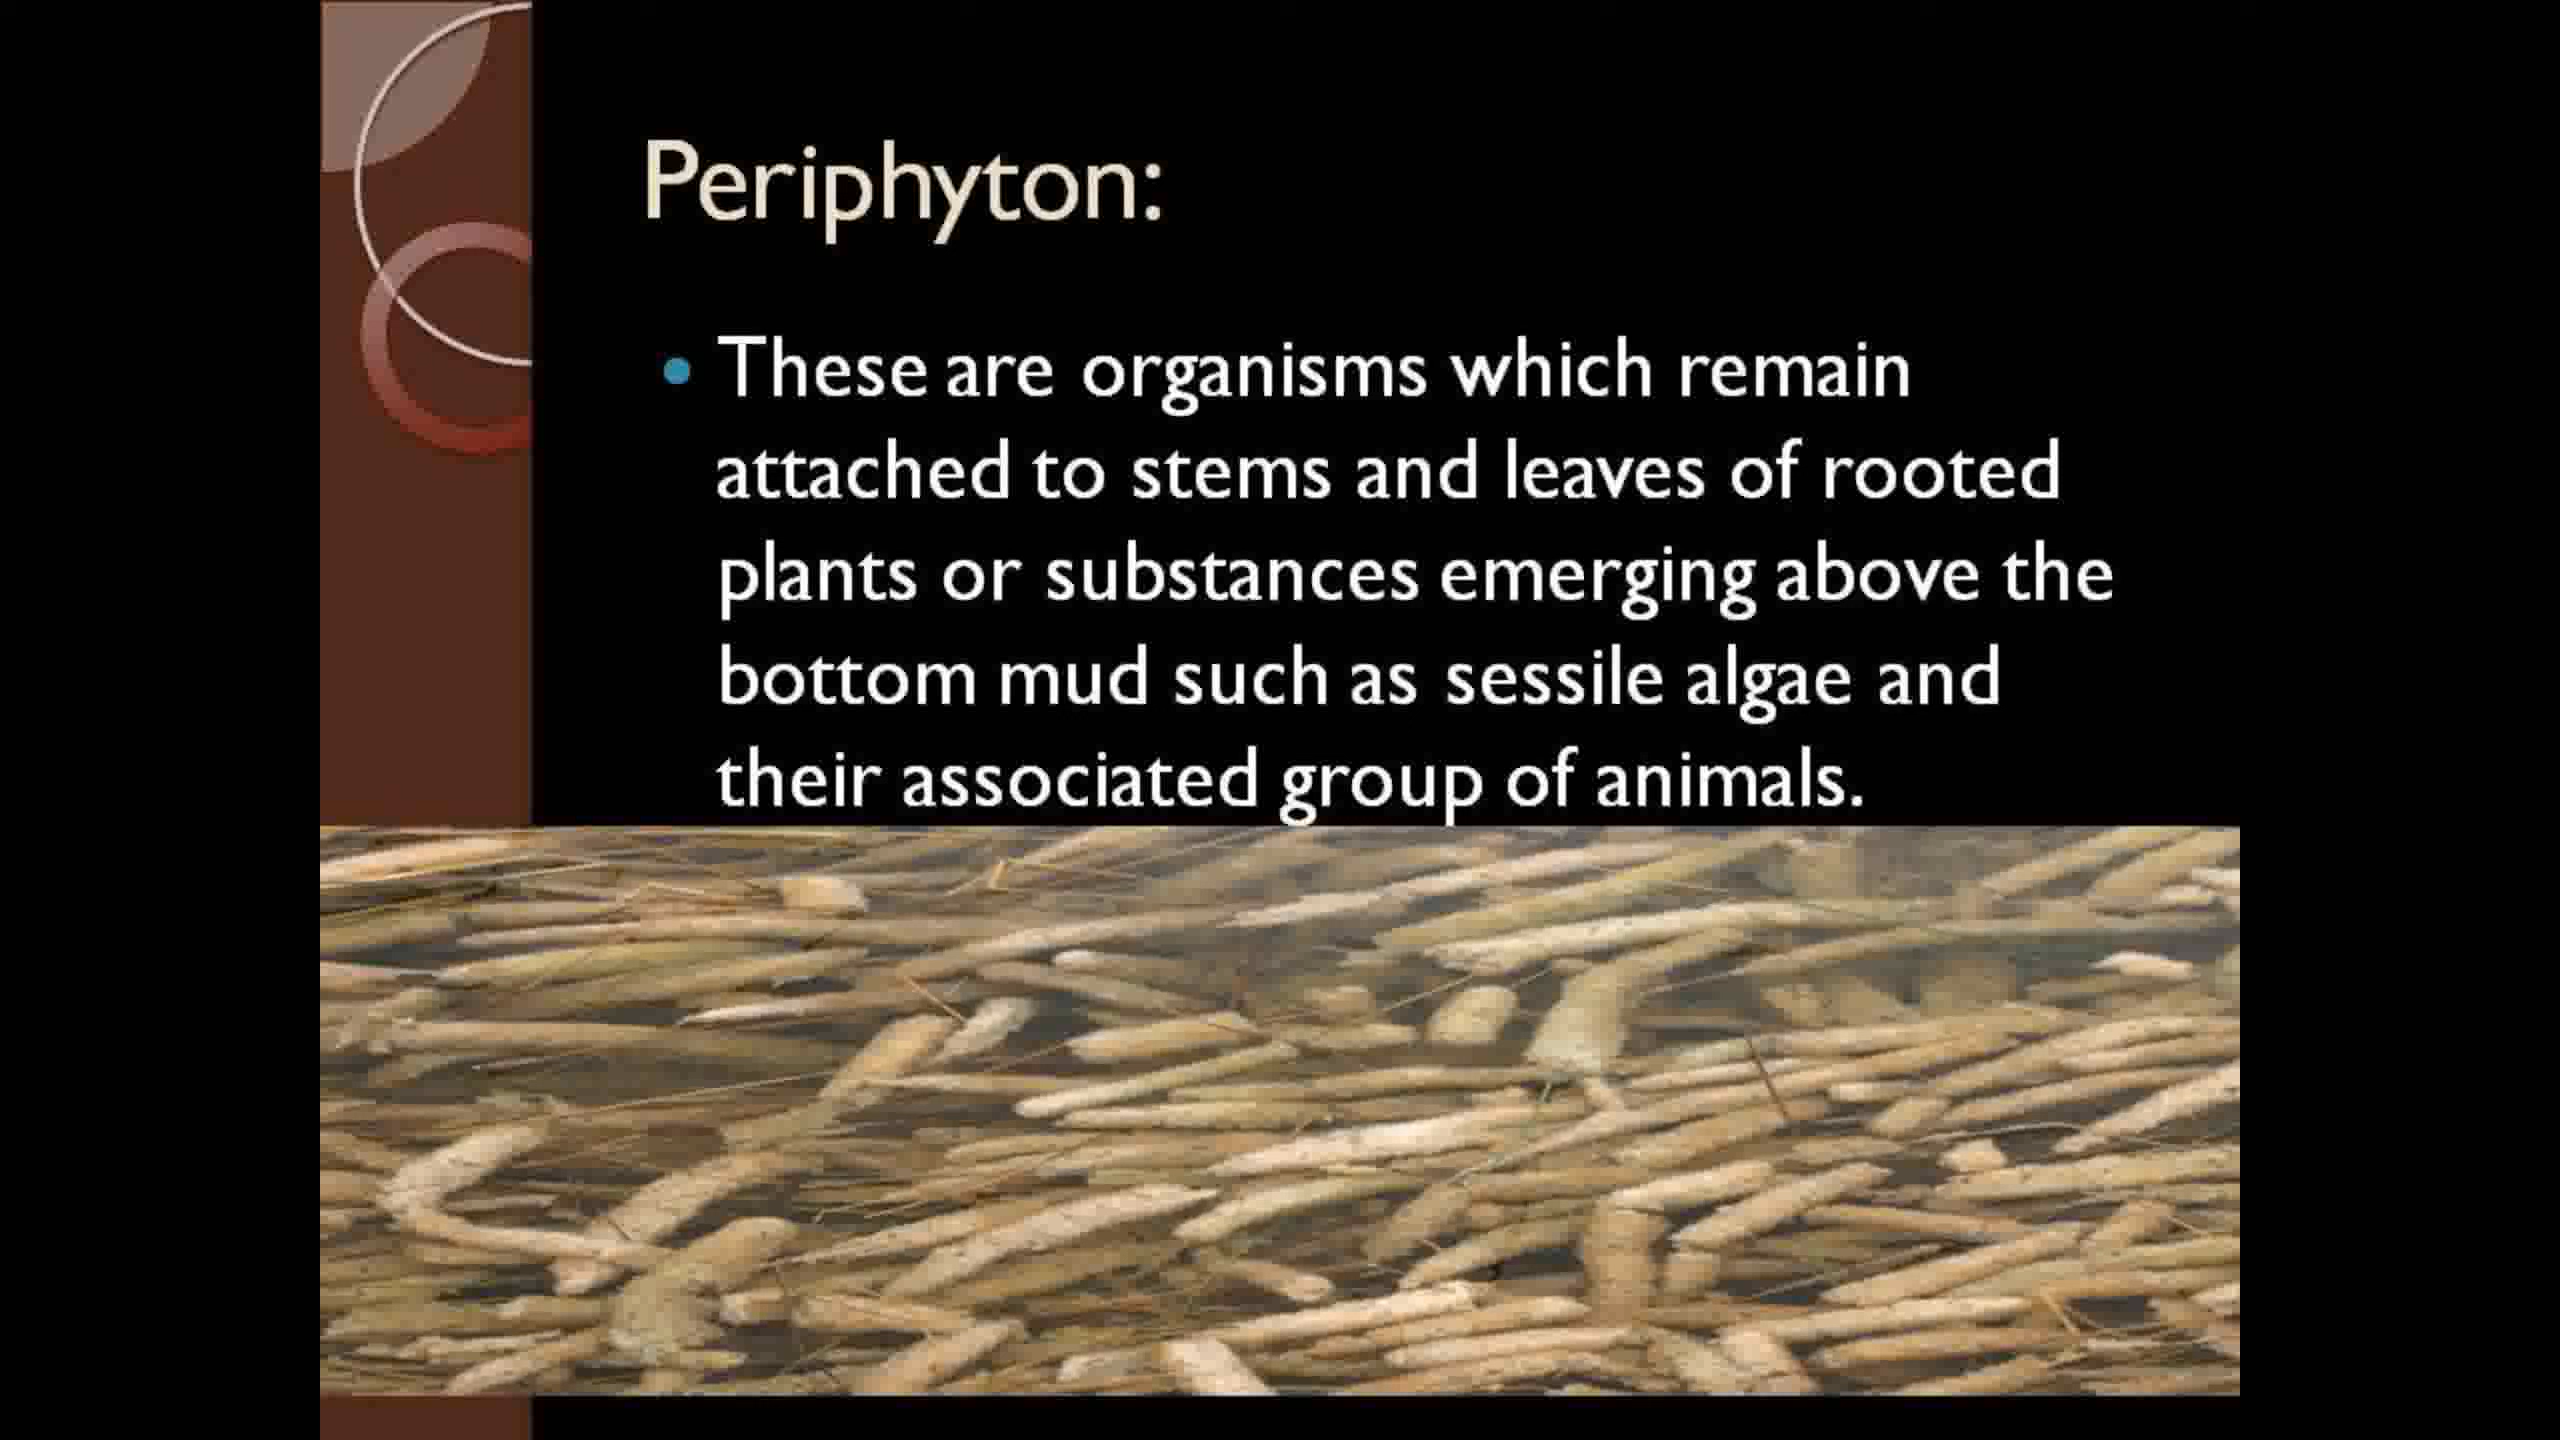 Periphyton:
• These are organisms which remain
attached to stems and leaves of rooted
plants or substances emerging above the
bottom mud such as sessile algae and
their associated group of animals.